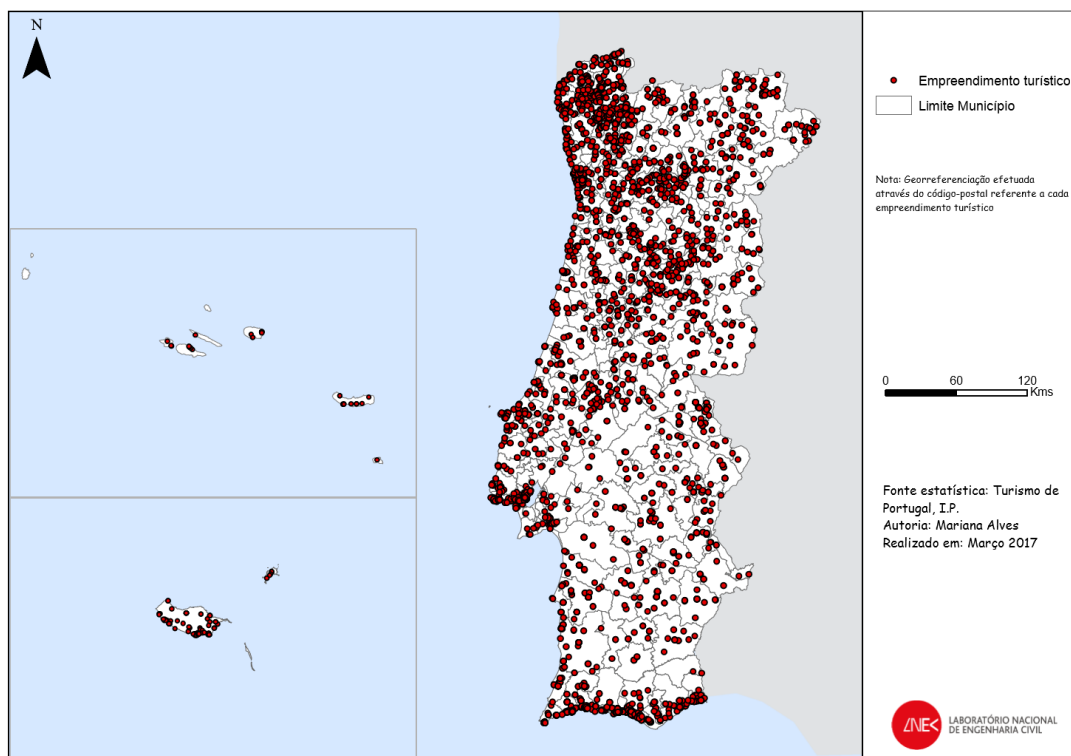 N
Empreendimento turístico
Limite Município
Nota: Georreferenciação efetuada
através do código-postal referente a cada
empreendimento turístico
0 60 120
Kms
Fonte estatística: Turismo de
Portugal, I.P.
Autoria: Mariana Alves
Realizado em: Março 2017
LNEC
LABORATÓRIO NACIONAL
DE ENGENHARIA CIVIL